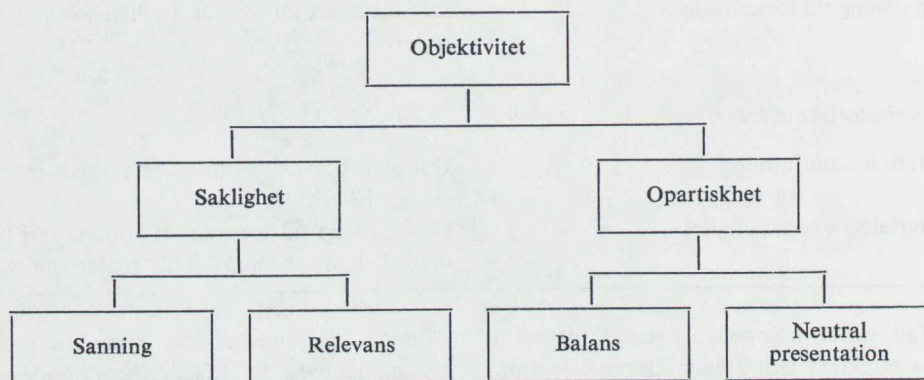 Objektivitet
Saklighet
Opartiskhet
Sanning
Relevans
Balans
Neutral
presentation